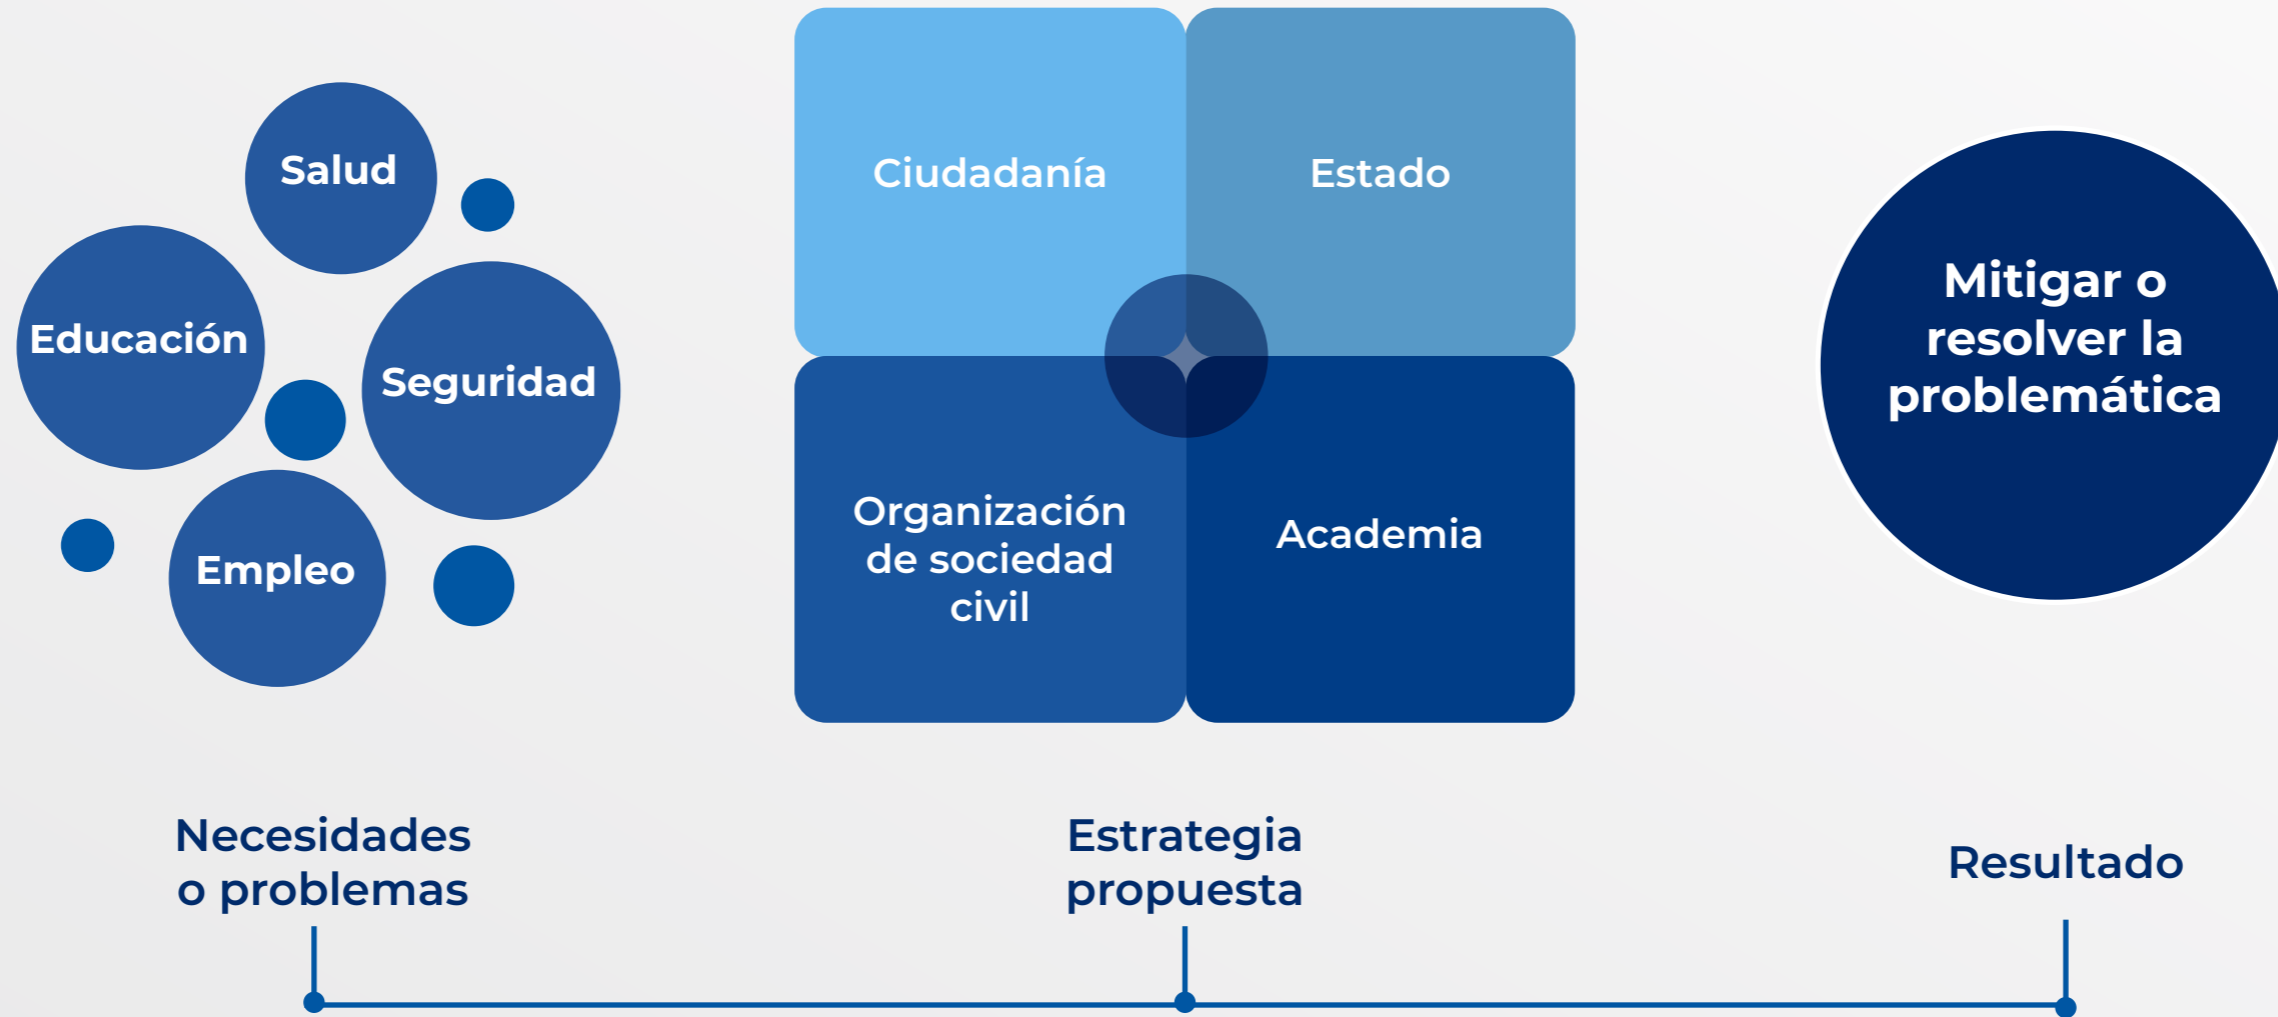 Salud
Educación
Seguridad
Empleo
Ciudadanía
Estado
Organización
de sociedad
civil
Academia
Mitigar o
resolver la
problemática
Necesidades
o problemas
Estrategia
propuesta
Resultado